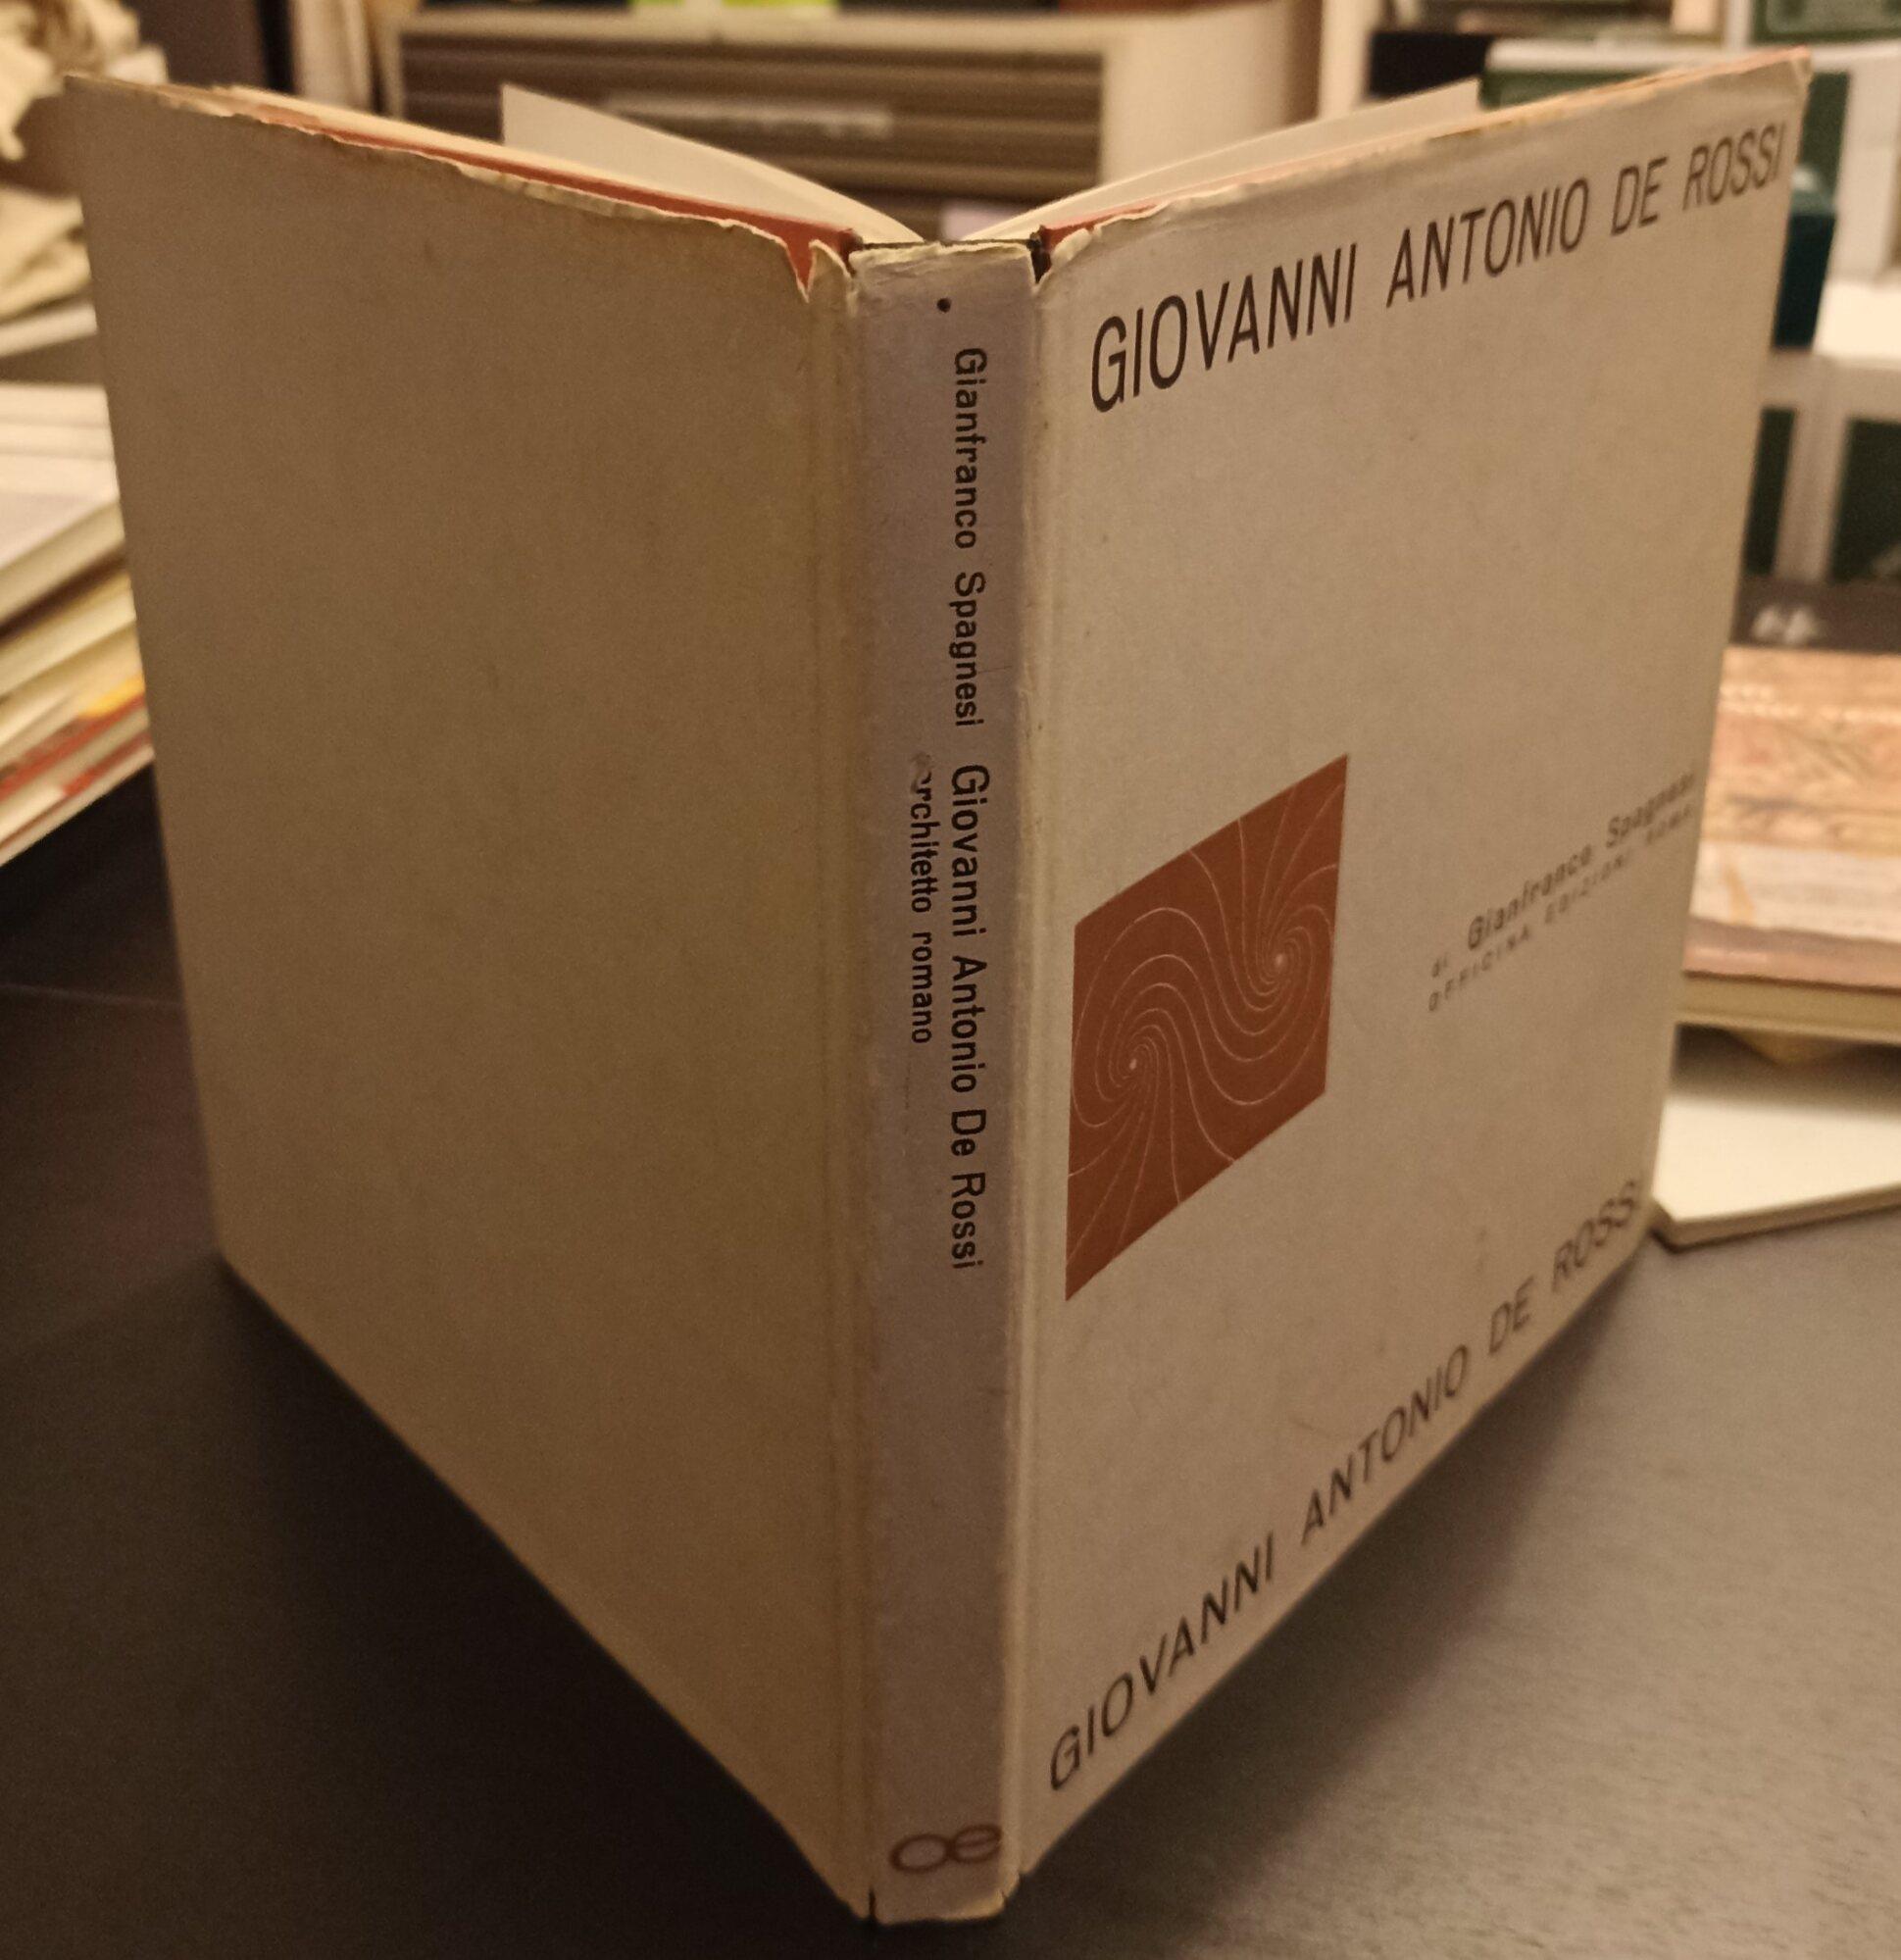 Gianfranco Spagnesi Giovanni Antonio De Rossi
architetto romano
oe
GIOVANNI ANTONIO DE ROSSI
di Gianfranco Spagnesi
OFFICINA EDIZIONI ROMA
GIOVANNI ANTONIO DE ROSSI